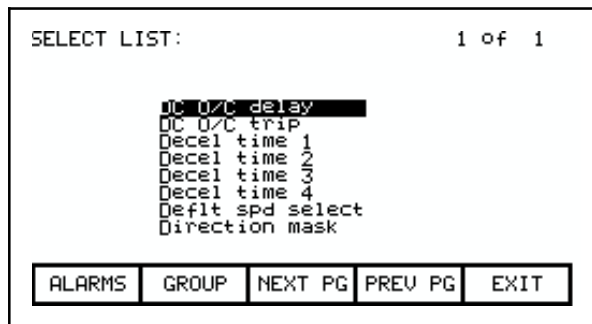 SELECT LIST: 1 of 1
DC O/C delay
DC O/C trip
Decel time 1
Decel time 2
Decel time 3
Decel time 4
Deflt spd select
Direction mask
ALARMS GROUP NEXT PG PREV PG EXIT